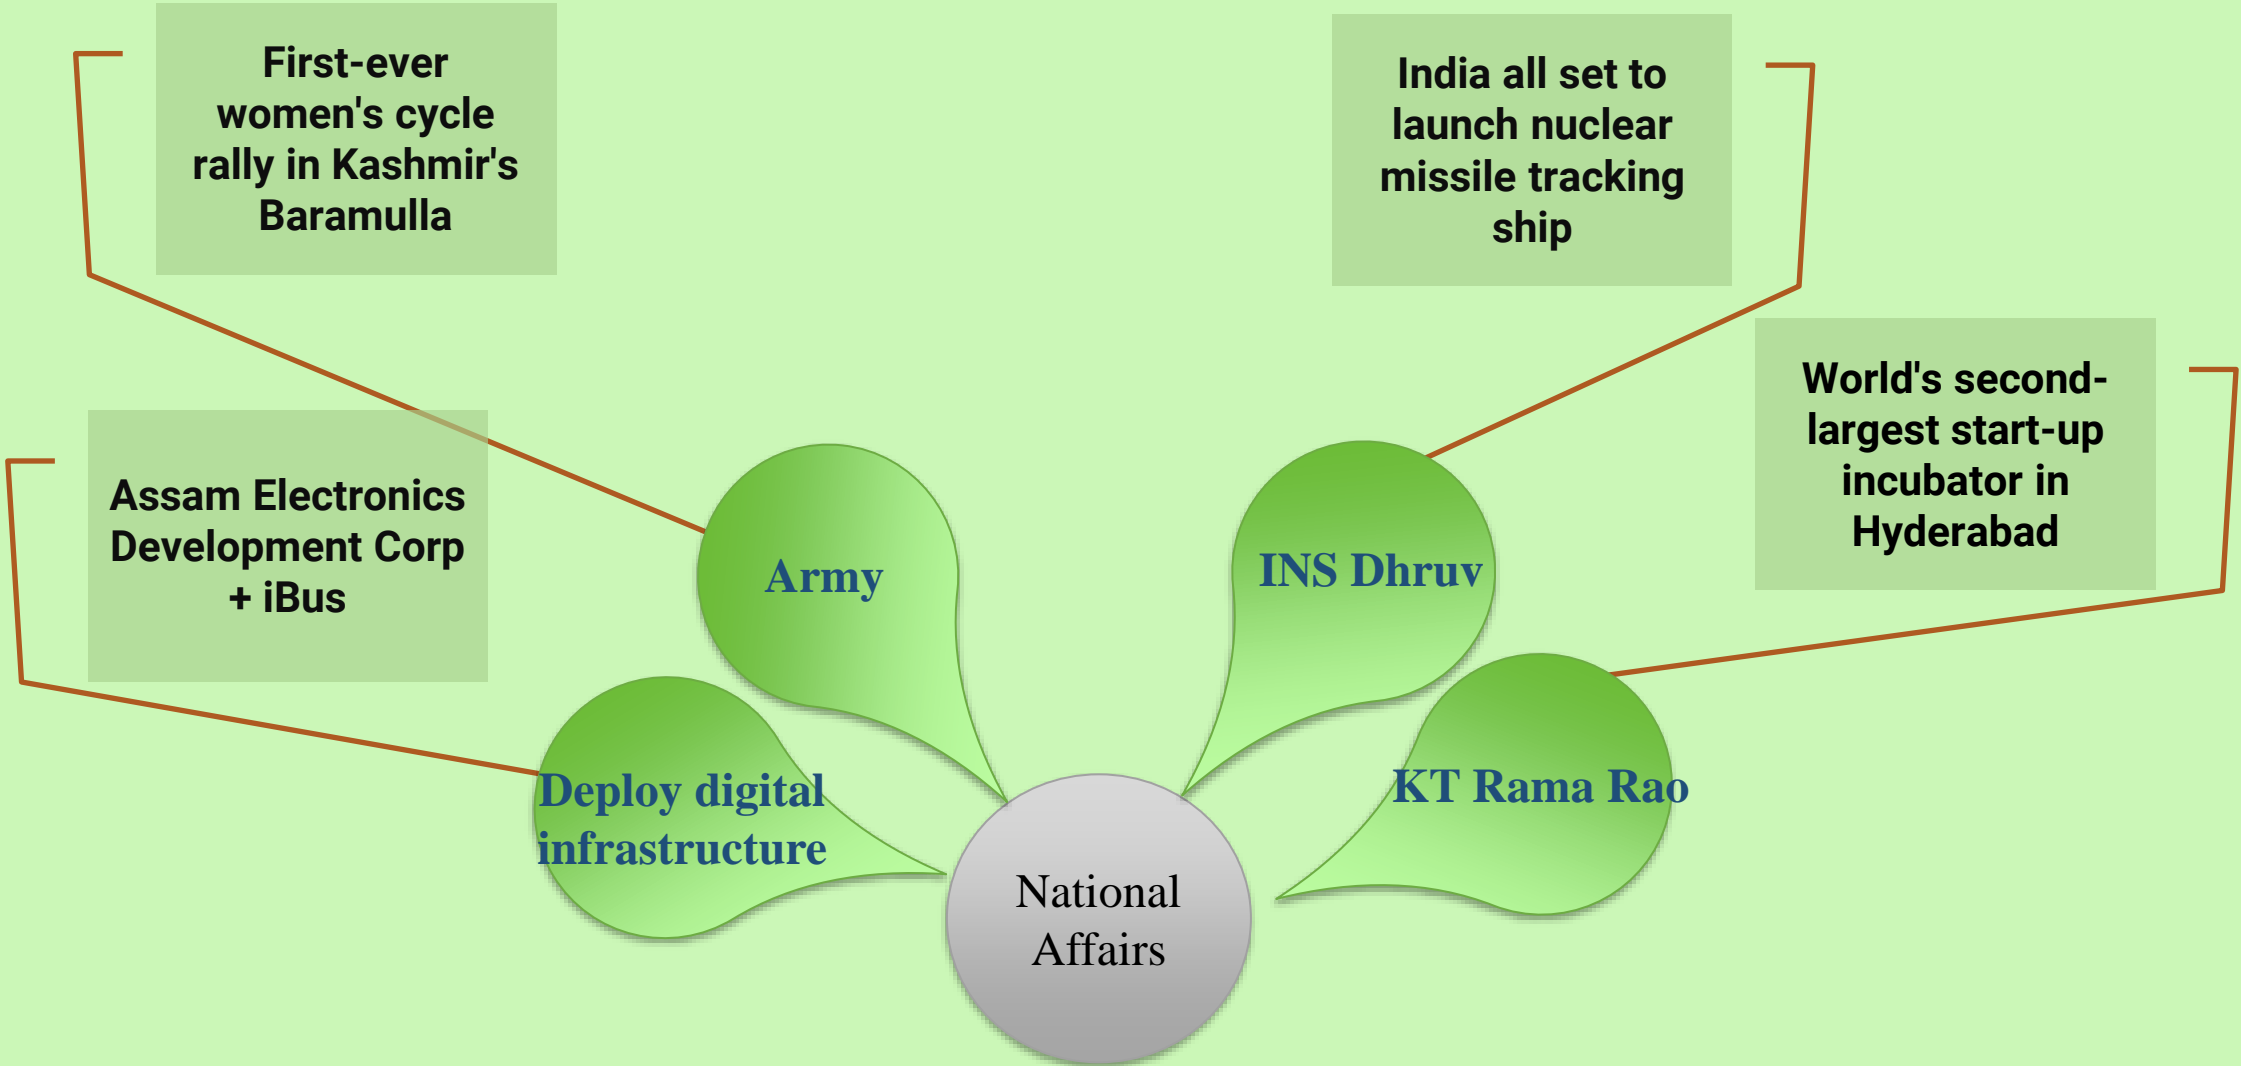 First-ever
women's cycle
rally in Kashmir's
Baramulla
India all set to
launch nuclear
missile tracking
ship
World's second-
largest start-up
incubator in
Hyderabad
Assam Electronics
Development Corp
+ iBus
Army
INS Dhruv
Deploy digital
infrastructure
KT Rama Rao
National
Affairs